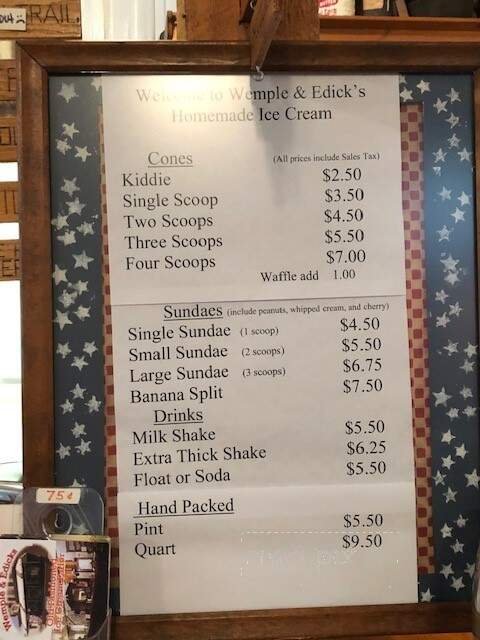 RAIL.
Welcome to Wemple & Edick's
Homemade Ice Cream
Cones (All prices include Sales Tax)
Kiddie $2.50
Single Scoop $3.50
Two Scoops $4.50
Three Scoops $5.50
Four Scoops $7.00
Waffle add 1.00
Sundaes (include peanuts, whipped cream, and cherry)
Single Sundae (1 scoop) $4.50
Small Sundae (2 scoops) $5.50
Large Sundae (3 scoops) $6.75
Banana Split $7.50
Drinks
Milk Shake $5.50
Extra Thick Shake $6.25
Float or Soda $5.50
Hand Packed
Pint $5.50
Quart $9.50
75¢
Wemple & Edicks